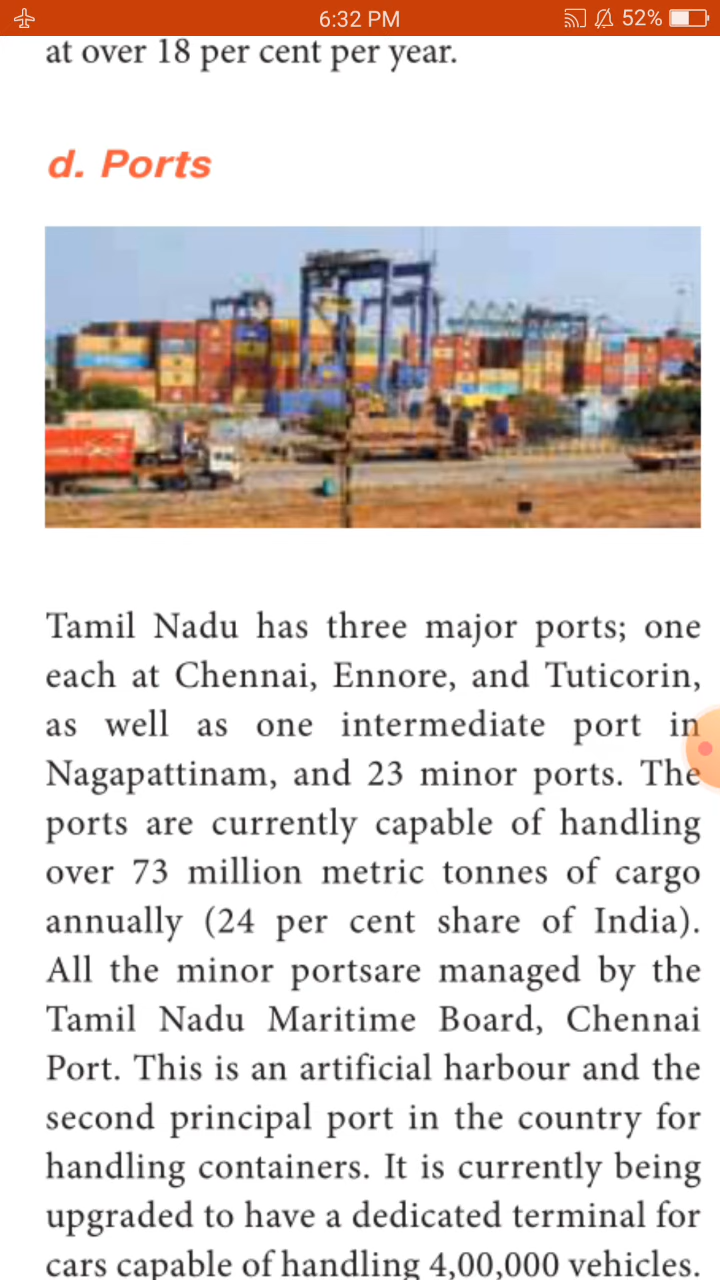 6:32 PM
52%
at over 18 per cent per year.
d. Ports
Tamil Nadu has three major ports; one
each at Chennai, Ennore, and Tuticorin,
as well as one intermediate port in
Nagapattinam, and 23 minor ports. The
ports are currently capable of handling
over 73 million metric tonnes of cargo
annually (24 per cent share of India).
All the minor portsare managed by the
Tamil Nadu Maritime Board, Chennai
Port. This is an artificial harbour and the
second principal port in the country for
handling containers. It is currently being
upgraded to have a dedicated terminal for
cars capable of handling 4,00,000 vehicles.